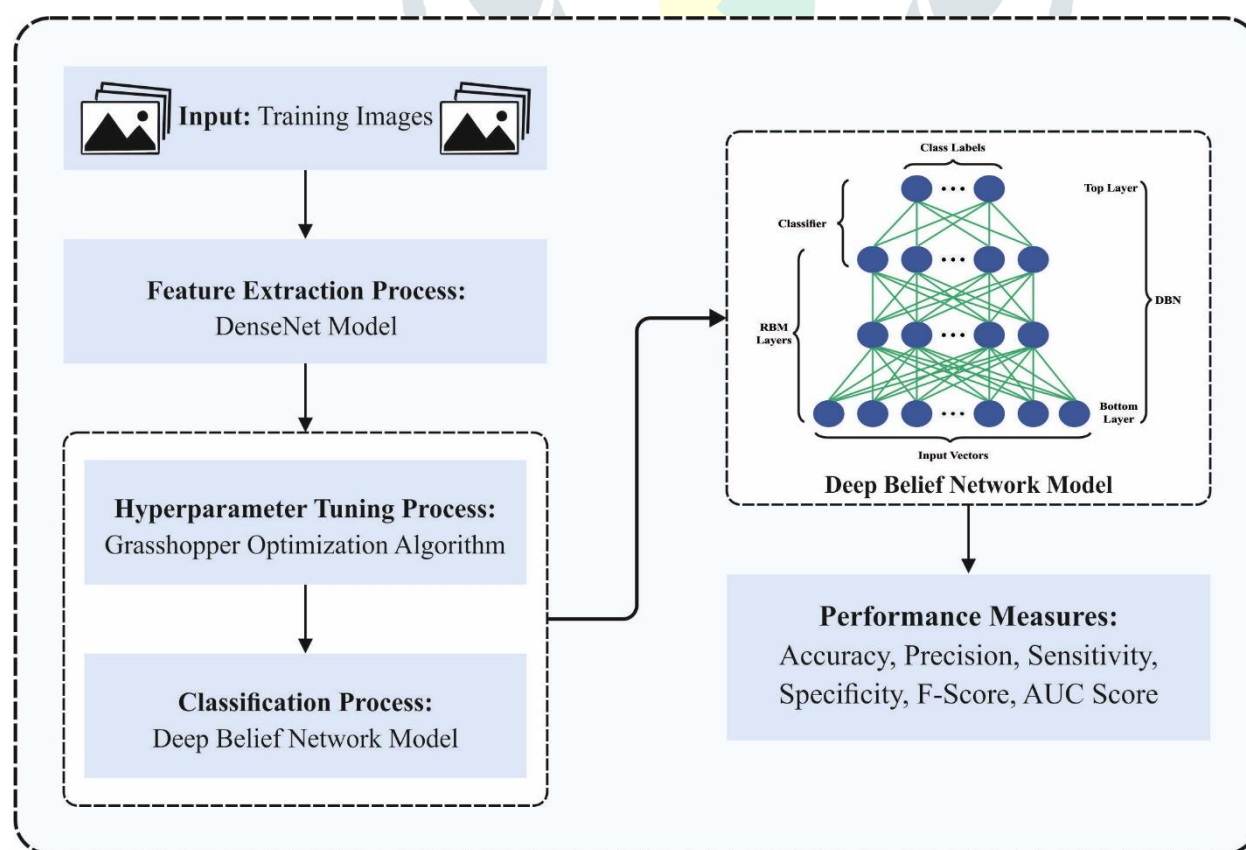 Input: Training Images
Feature Extraction Process:
DenseNet Model
Hyperparameter Tuning Process:
Grasshopper Optimization Algorithm
Classification Process:
Deep Belief Network Model
Class Labels
Top Layer
Classifier
RBM
Layers
DBN
Bottom
Layer
Input Vectors
Deep Belief Network Model
Performance Measures:
Accuracy, Precision, Sensitivity,
Specificity, F-Score, AUC Score